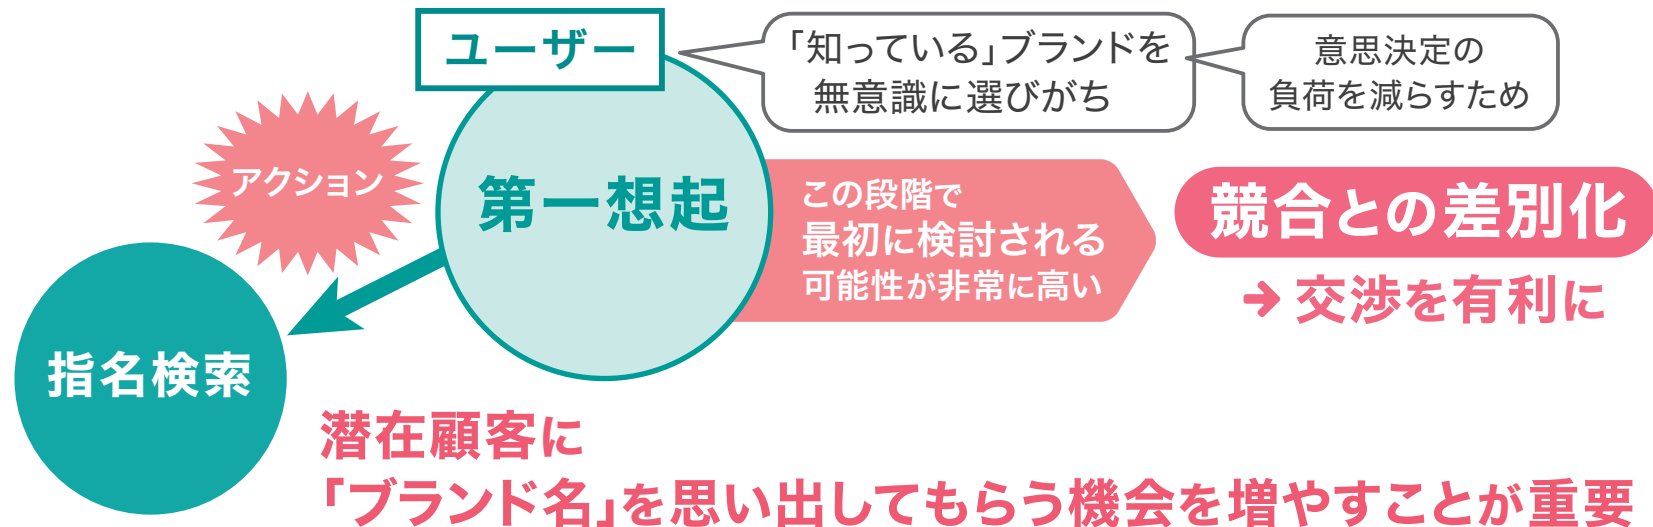 ユーザー
「知っている」ブランドを
無意識に選びがち
意思決定の
負荷を減らすため
アクション
第一想起
この段階で
最初に検討される
可能性が非常に高い
競合との差別化
➔交渉を有利に
指名検索
潜在顧客に
「ブランド名」を思い出してもらう機会を増やすことが重要